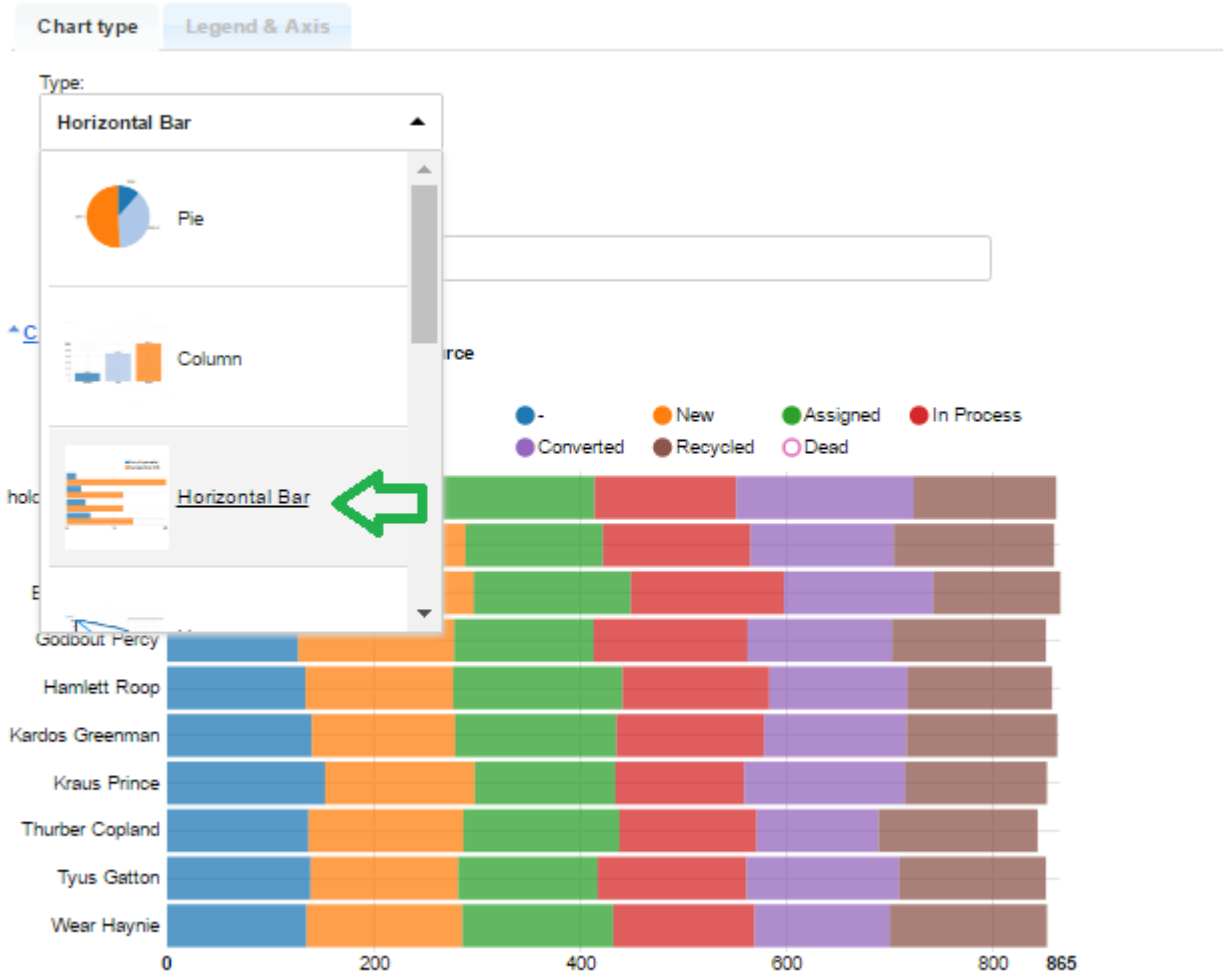 Chart type Legend & Axis
Type:
Horizontal Bar
Pie
Column
Horizontal Bar
C
rce
- New Assigned In Process
Converted Recycled Dead
hold
E
Godbout Percy
Hamlett Roop
Kardos Greenman
Kraus Prince
Thurber Copland
Tyus Gatton
Wear Haynie
0 200 400 600 800 865